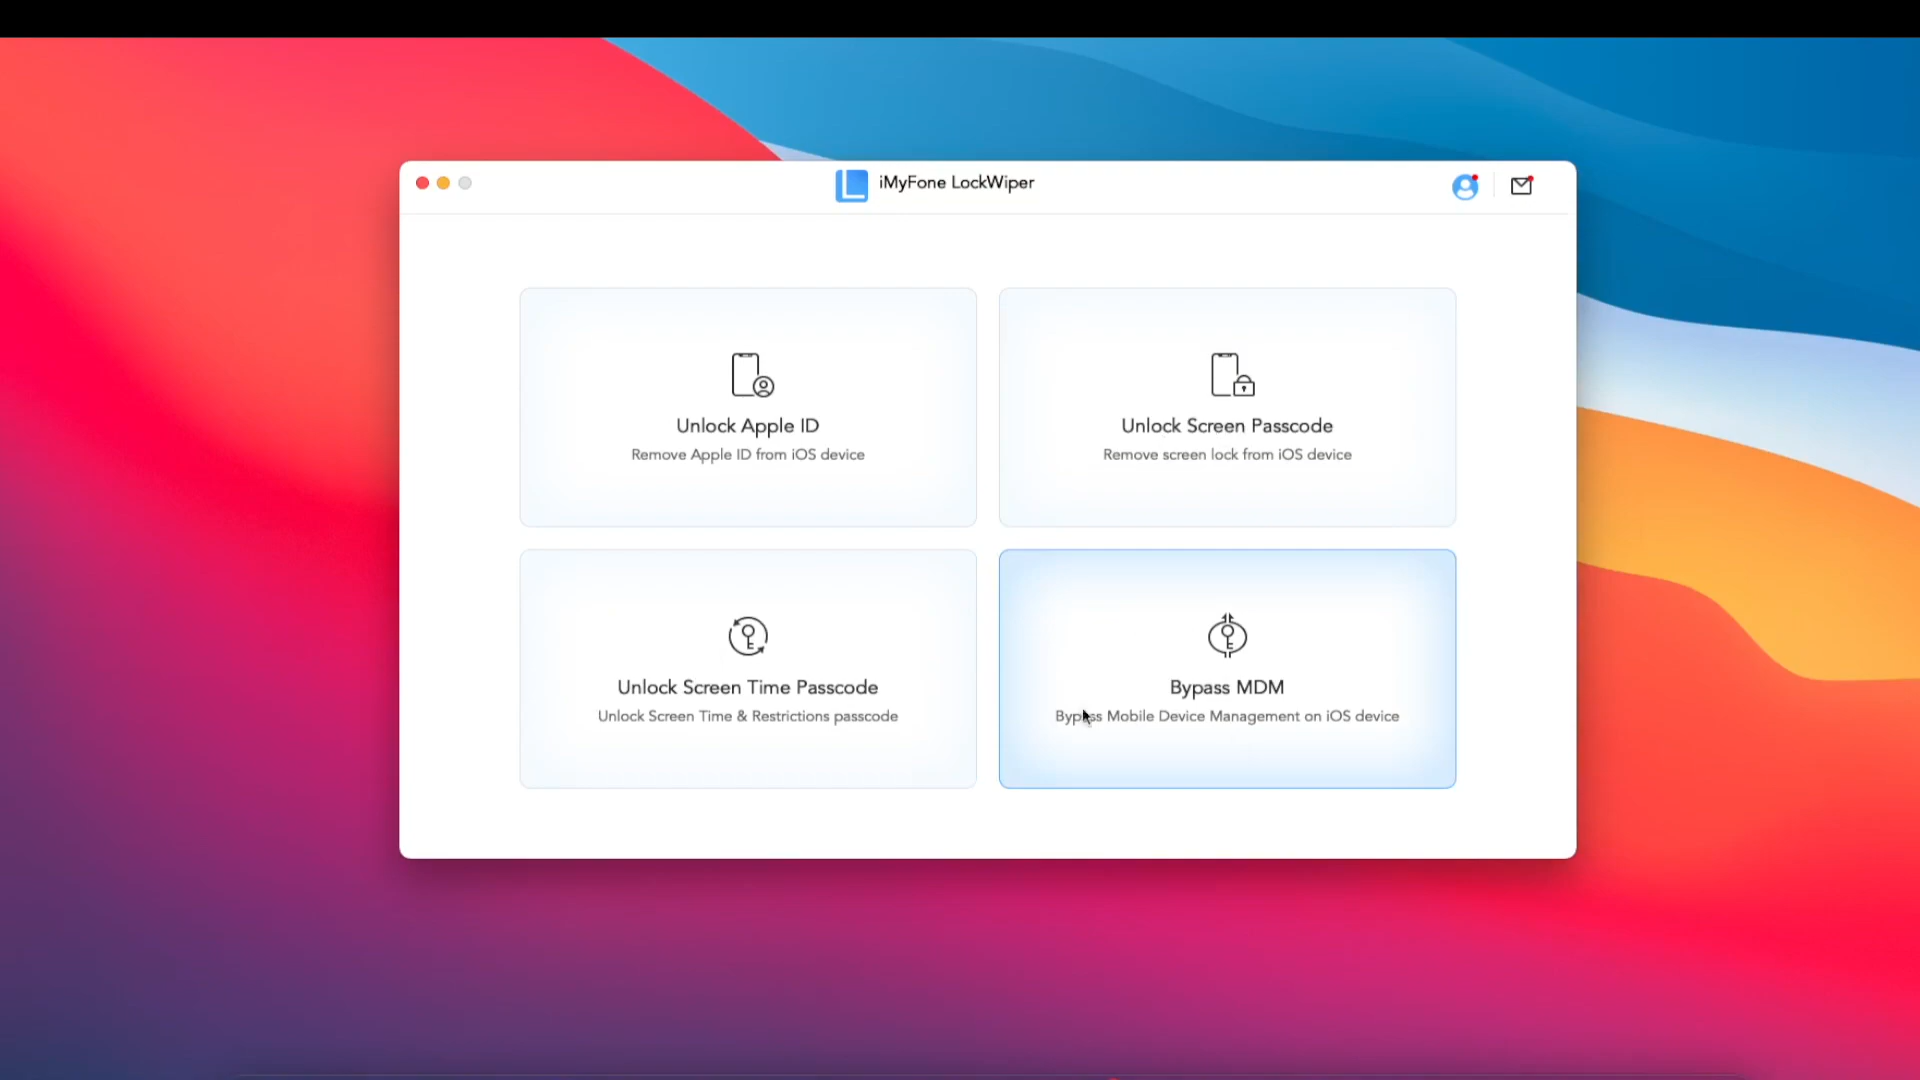 iMyFone LockWiper
Unlock Apple ID
Remove Apple ID from iOS device
Unlock Screen Passcode
Remove screen lock from iOS device
Unlock Screen Time Passcode
Unlock Screen Time & Restrictions passcode
Bypass MDM
Bypass Mobile Device Management on iOS device